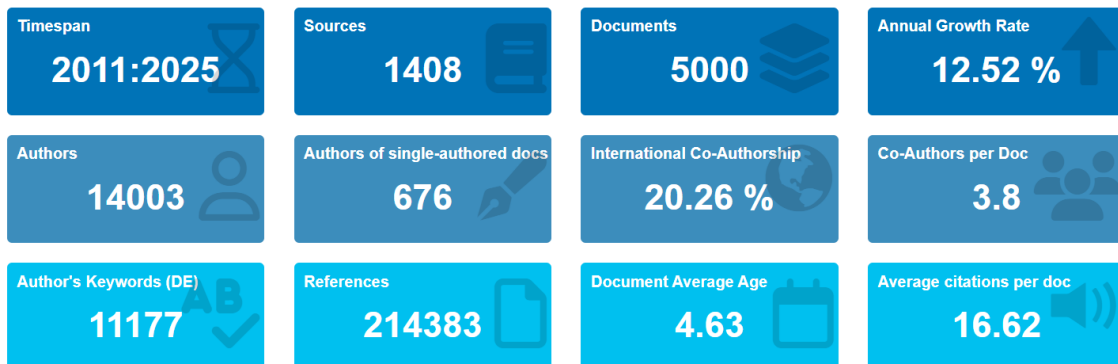 Timespan
2011:2025
Sources
1408
Documents
5000
Annual Growth Rate
12.52 %
Authors
14003
Authors of single-authored docs
676
International Co-Authorship
20.26 %
Co-Authors per Doc
3.8
Author's Keywords (DE)
11177
AB
References
214383
Document Average Age
4.63
Average citations per doc
16.62